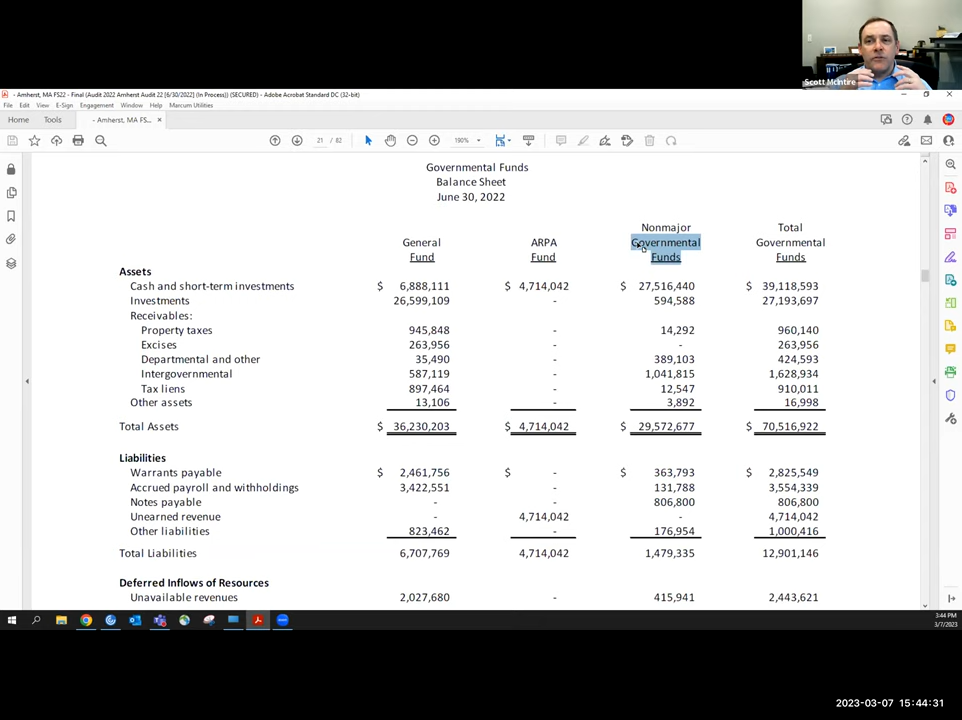 Scott McIntire
- Amherst, MA FS22 - Final (Audit 2022 Amherst Audit 22 [6/30/2022] (In Process)) (SECURED) - Adobe Acrobat Standard DC (32-bit)
File Edit View E-Sign Engagement Window Help Marcum Utilities
Home Tools - Amherst, MA FS... ×
21 / 82 190%
Governmental Funds
Balance Sheet
June 30, 2022
Nonmajor Total
General ARPA Governmental Governmental
Fund Fund Funds Funds
Assets
Cash and short-term investments $ 6,888,111 $ 4,714,042 $ 27,516,440 $ 39,118,593
Investments 26,599,109 - 594,588 27,193,697
Receivables:
Property taxes 945,848 - 14,292 960,140
Excises 263,956 - - 263,956
Departmental and other 35,490 - 389,103 424,593
Intergovernmental 587,119 - 1,041,815 1,628,934
Tax liens 897,464 - 12,547 910,011
Other assets 13,106 - 3,892 16,998
Total Assets $ 36,230,203 $ 4,714,042 $ 29,572,677 $ 70,516,922
Liabilities
Warrants payable $ 2,461,756 $ - $ 363,793 $ 2,825,549
Accrued payroll and withholdings 3,422,551 - 131,788 3,554,339
Notes payable - - 806,800 806,800
Unearned revenue - 4,714,042 - 4,714,042
Other liabilities 823,462 - 176,954 1,000,416
Total Liabilities 6,707,769 4,714,042 1,479,335 12,901,146
Deferred Inflows of Resources
Unavailable revenues 2,027,680 - 415,941 2,443,621
3:44 PM
3/7/2023
2023-03-07 15:44:31